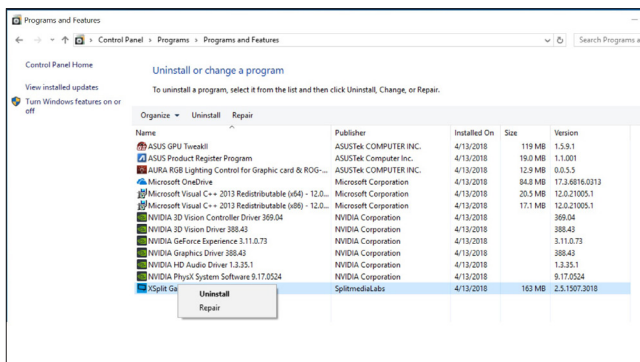 Programs and Features
Control Panel > Programs > Programs and Features
Search Programs a
Control Panel Home
View installed updates
Turn Windows features on or
off
Uninstall or change a program
To uninstall a program, select it from the list and then click Uninstall, Change, or Repair.
Organize Uninstall Repair
Name Publisher Installed On Size Version
ASUS GPU TweakII ASUSTek COMPUTER INC. 4/13/2018 119 MB 1.5.9.1
ASUS Product Register Program ASUSTek Computer Inc. 4/13/2018 19.0 MB 1.1.001
AURA RGB Lighting Control for Graphic card & ROG-... ASUSTek COMPUTER INC. 4/13/2018 12.9 MB 0.0.5.5
Microsoft OneDrive Microsoft Corporation 4/13/2018 84.8 MB 17.3.6816.0313
Microsoft Visual C++ 2013 Redistributable (x64) - 12.0... Microsoft Corporation 4/13/2018 20.5 MB 12.0.21005.1
Microsoft Visual C++ 2013 Redistributable (x86) - 12.0... Microsoft Corporation 4/13/2018 17.1 MB 12.0.21005.1
NVIDIA 3D Vision Controller Driver 369.04 NVIDIA Corporation 4/13/2018 369.04
NVIDIA 3D Vision Driver 388.43 NVIDIA Corporation 4/13/2018 388.43
NVIDIA GeForce Experience 3.11.0.73 NVIDIA Corporation 4/13/2018 3.11.0.73
NVIDIA Graphics Driver 388.43 NVIDIA Corporation 4/13/2018 388.43
NVIDIA HD Audio Driver 1.3.35.1 NVIDIA Corporation 4/13/2018 1.3.35.1
NVIDIA PhysX System Software 9.17.0524 NVIDIA Corporation 4/13/2018 9.17.0524
XSplit Ga SplitmediaLabs 4/13/2018 163 MB 2.5.1507.3018
Uninstall
Repair